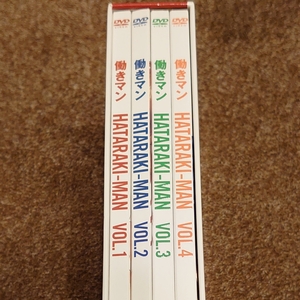 DVD
働きマン HATARAKI-MAN VOL.1
DVD
働きマン HATARAKI-MAN VOL.2
DVD
働きマン HATARAKI-MAN VOL.3
DVD
働きマン HATARAKI-MAN VOL.4